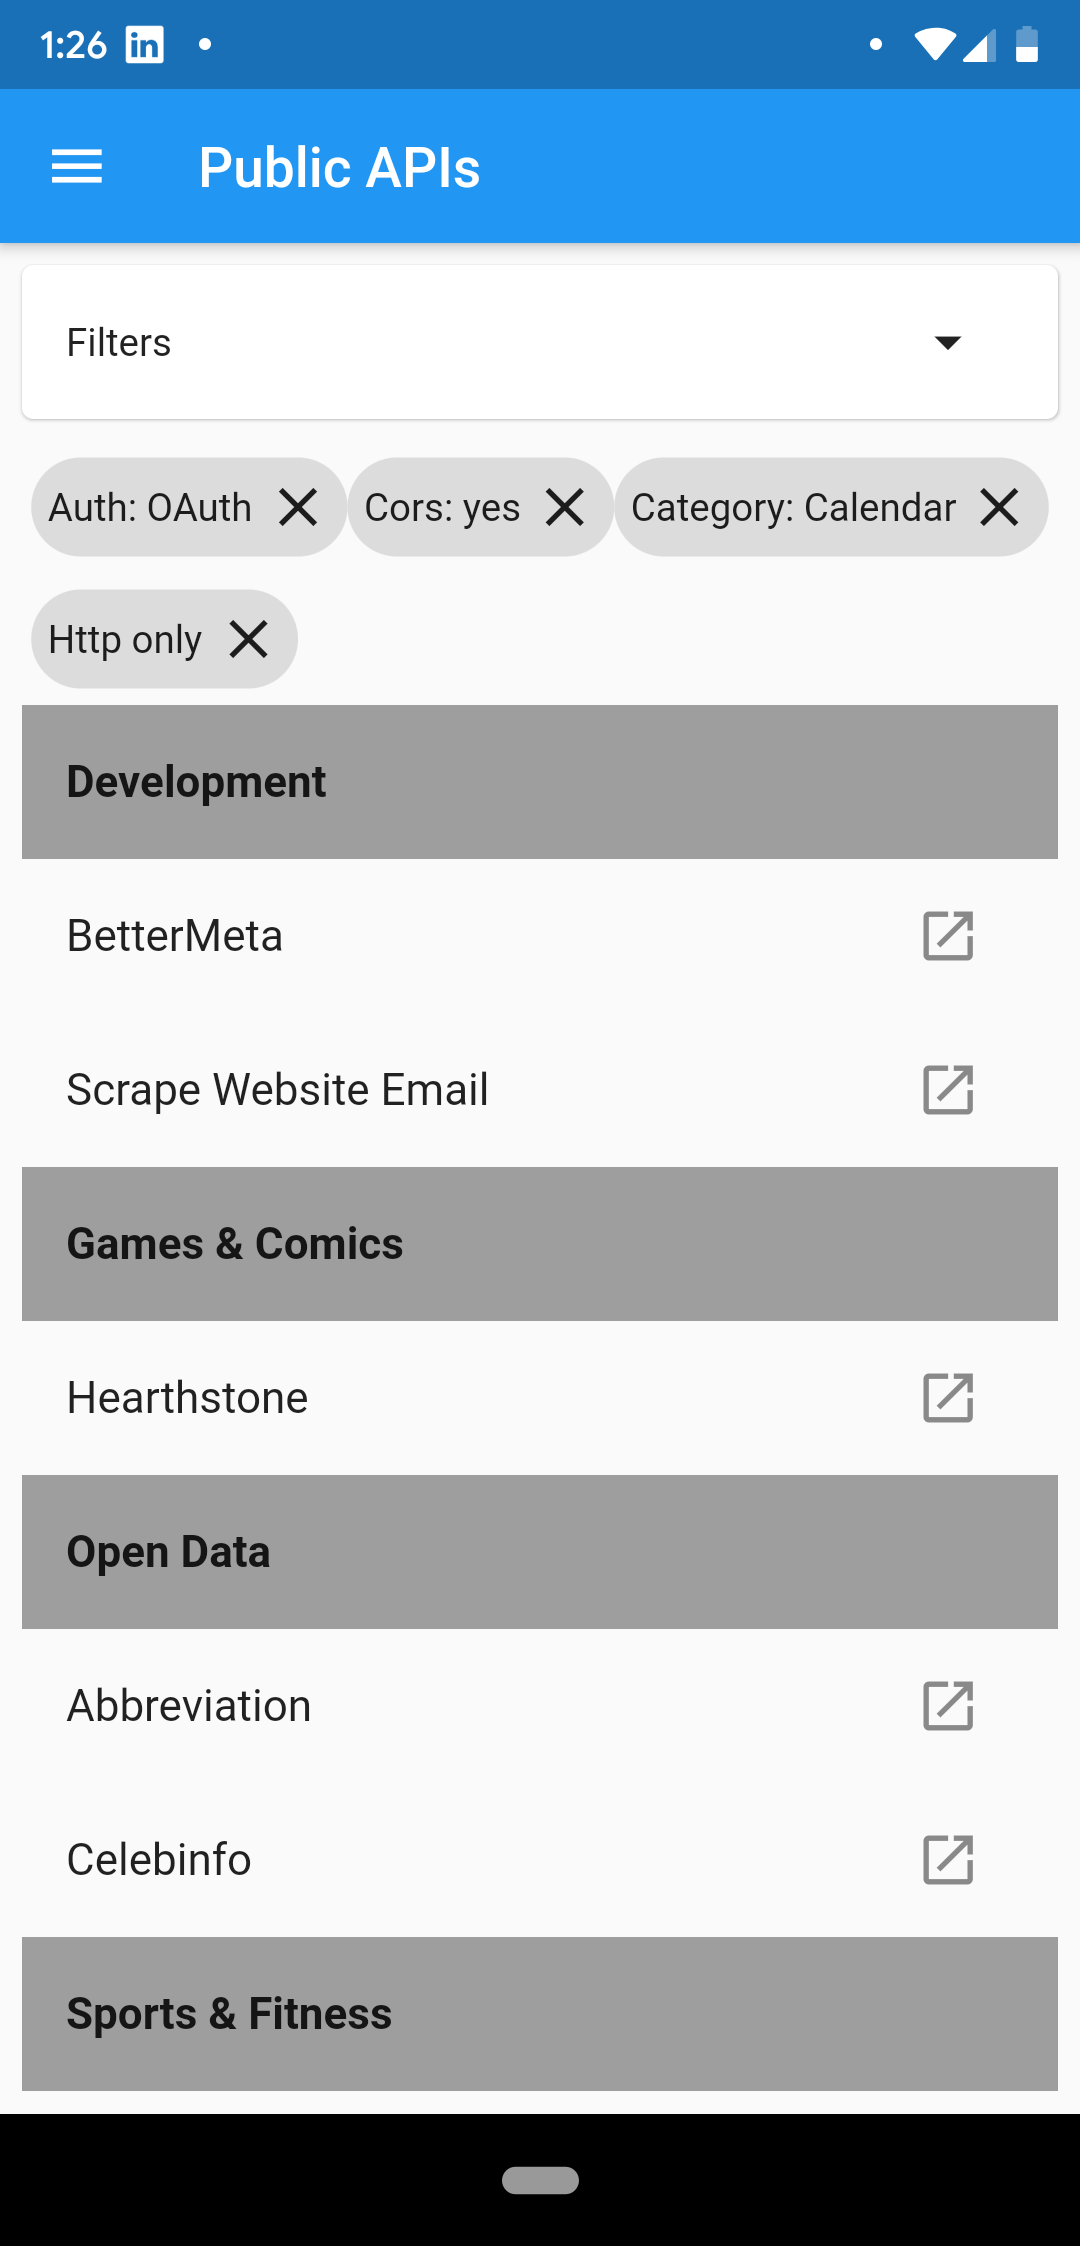 1:26 in
Public APIs
Filters
Auth: OAuth Cors: yes Category: Calendar
Http only
Development
BetterMeta
Scrape Website Email
Games & Comics
Hearthstone
Open Data
Abbreviation
Celebinfo
Sports & Fitness